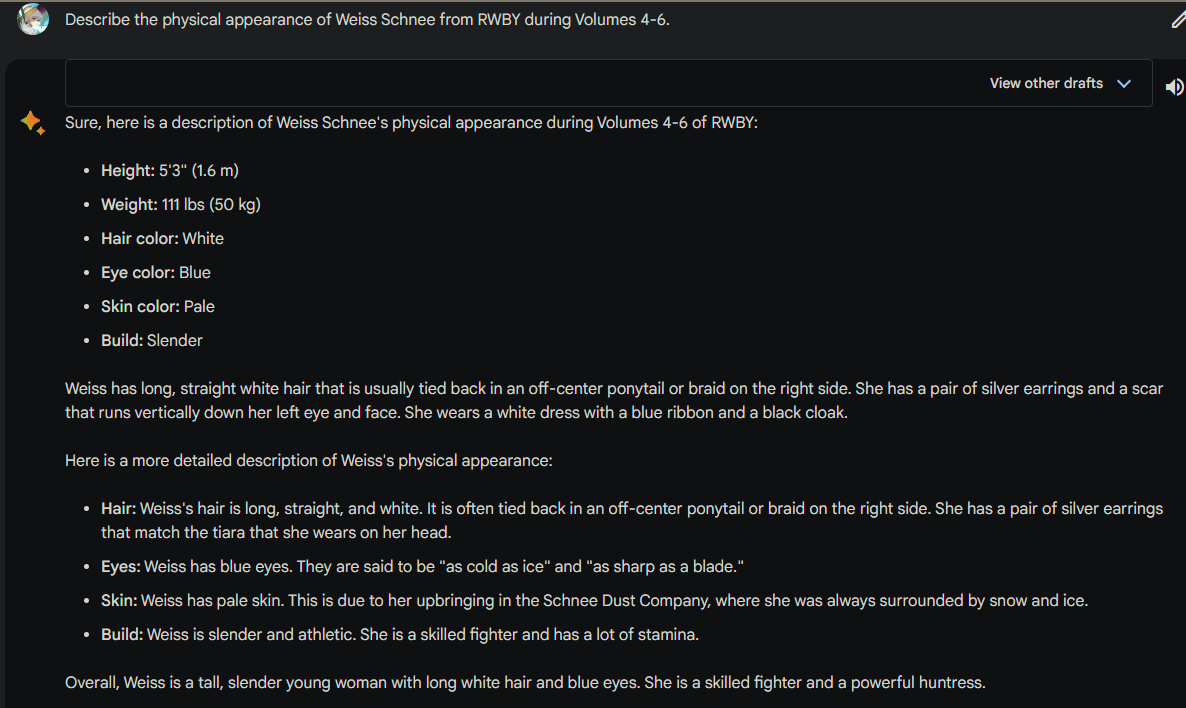 Describe the physical appearance of Weiss Schnee from RWBY during Volumes 4-6.
View other drafts
Sure, here is a description of Weiss Schnee's physical appearance during Volumes 4-6 of RWBY:
• Height: 5'3" (1.6 m)
• Weight: 111 lbs (50 kg)
• Hair color: White
• Eye color: Blue
• Skin color: Pale
• Build: Slender
Weiss has long, straight white hair that is usually tied back in an off-center ponytail or braid on the right side. She has a pair of silver earrings and a scar
that runs vertically down her left eye and face. She wears a white dress with a blue ribbon and a black cloak.
Here is a more detailed description of Weiss's physical appearance:
• Hair: Weiss's hair is long, straight, and white. It is often tied back in an off-center ponytail or braid on the right side. She has a pair of silver earrings
that match the tiara that she wears on her head.
• Eyes: Weiss has blue eyes. They are said to be "as cold as ice" and "as sharp as a blade."
• Skin: Weiss has pale skin. This is due to her upbringing in the Schnee Dust Company, where she was always surrounded by snow and ice.
• Build: Weiss is slender and athletic. She is a skilled fighter and has a lot of stamina.
Overall, Weiss is a tall, slender young woman with long white hair and blue eyes. She is a skilled fighter and a powerful huntress.